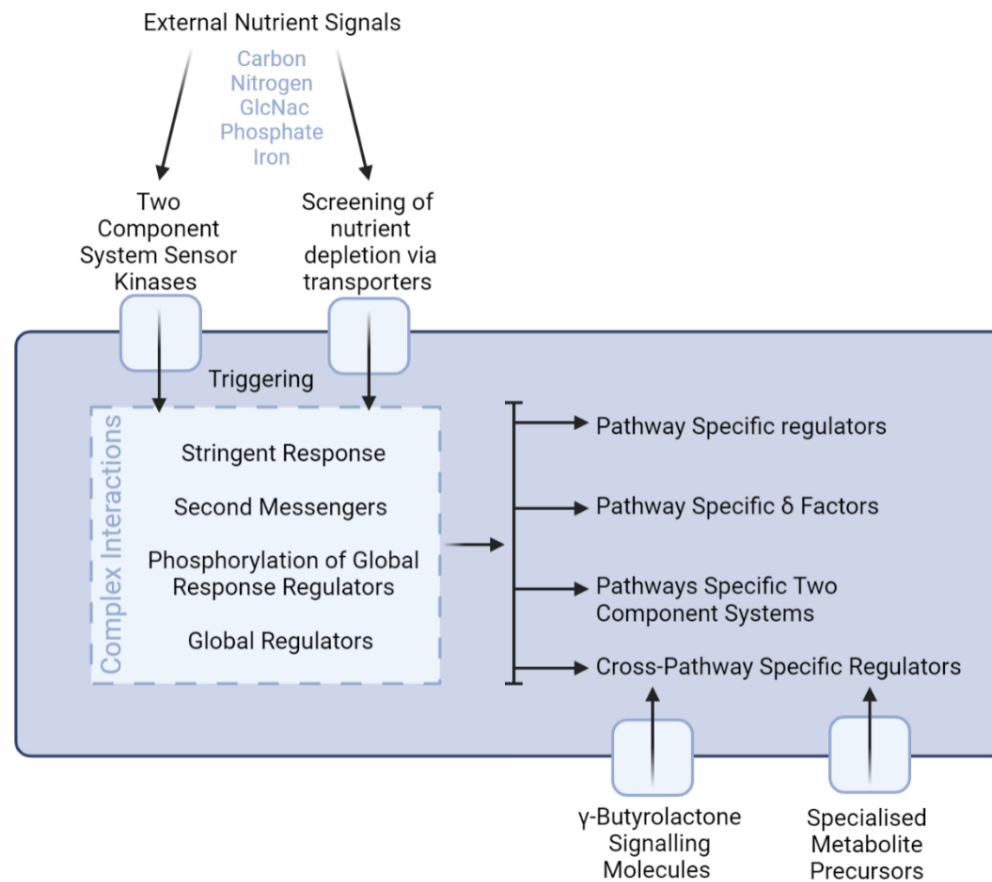 External Nutrient Signals
Carbon
Nitrogen
GlcNac
Phosphate
Iron
Two
Component
System Sensor
Kinases
Screening of
nutrient
depletion via
transporters
Triggering
Complex Interactions
Stringent Response
Second Messengers
Phosphorylation of Global
Response Regulators
Global Regulators
Pathway Specific regulators
Pathway Specific δ Factors
Pathways Specific Two
Component Systems
Cross-Pathway Specific Regulators
γ-Butyrolactone
Signalling
Molecules
Specialised
Metabolite
Precursors